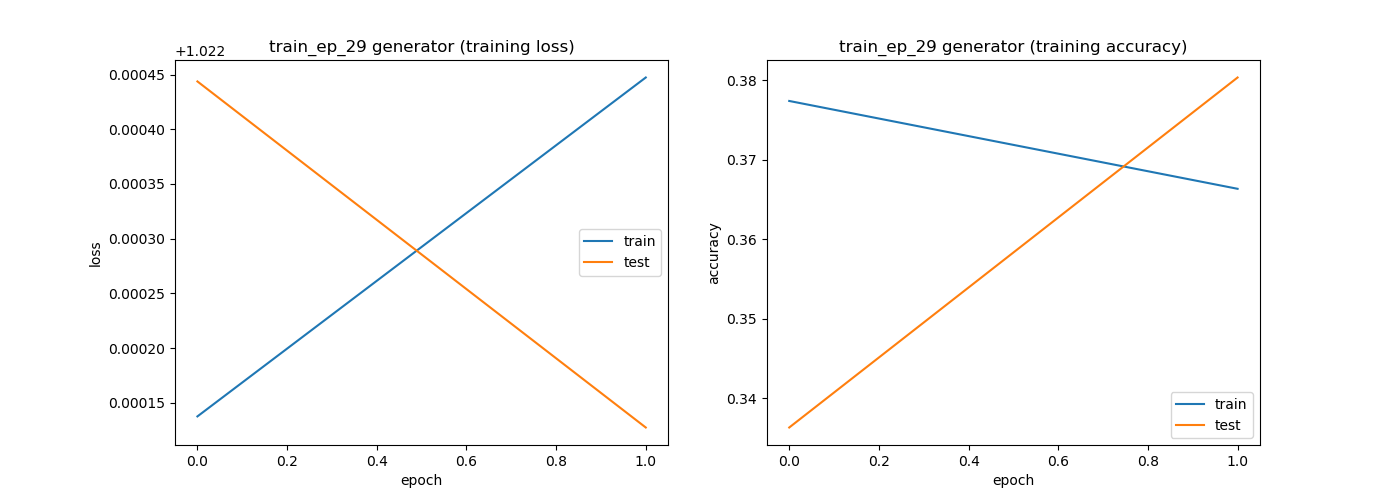 train_ep_29 generator (training loss)
+1.022
0.00045
0.00040
0.00035
0.00030
0.00025
0.00020
0.00015
loss
train
test
0.0 0.2 0.4 0.6 0.8 1.0
epoch
train_ep_29 generator (training accuracy)
0.38
0.37
0.36
0.35
0.34
accuracy
train
test
0.0 0.2 0.4 0.6 0.8 1.0
epoch